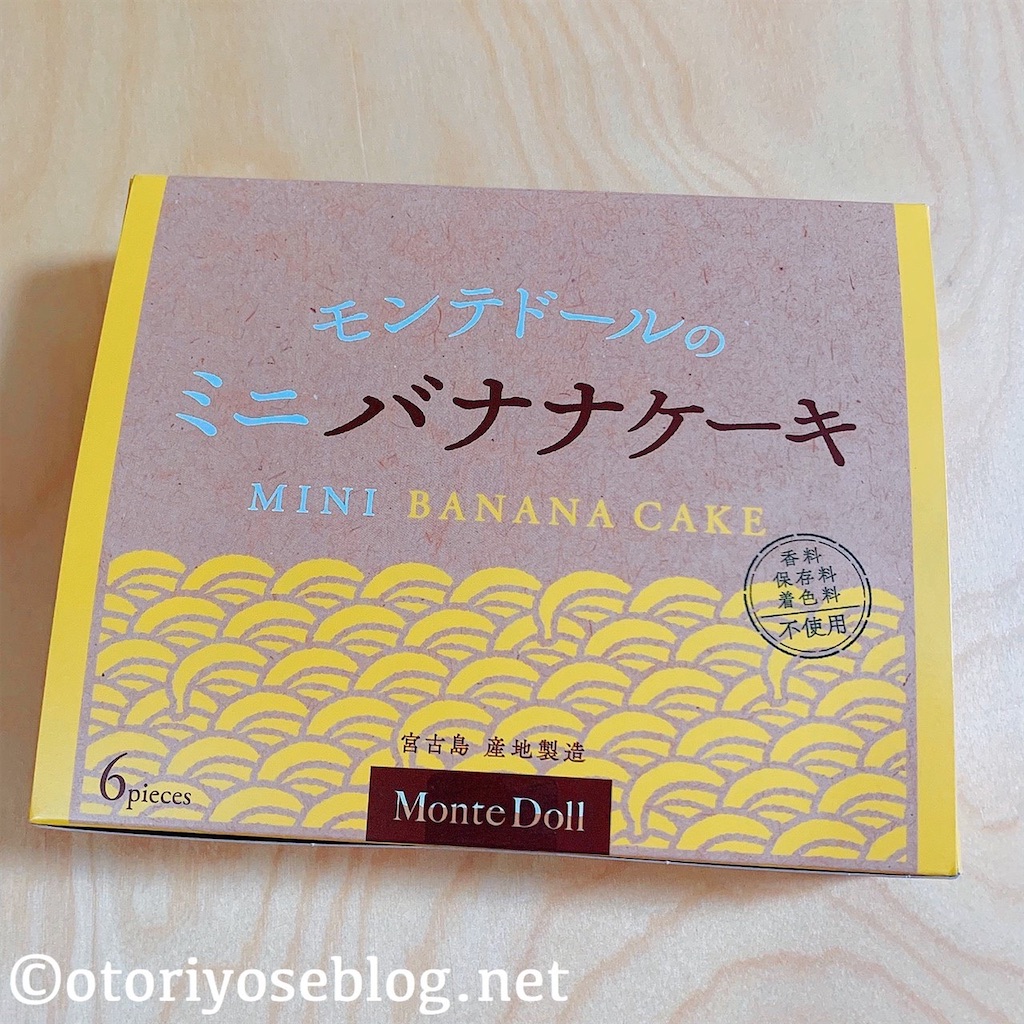 モンテドールの
ミニバナナケーキ
MINI BANANA CAKE
香料
保存料
着色料
不使用
宮古島 産地製造
6pieces
Monte Doll
©otoriyoseblog.net